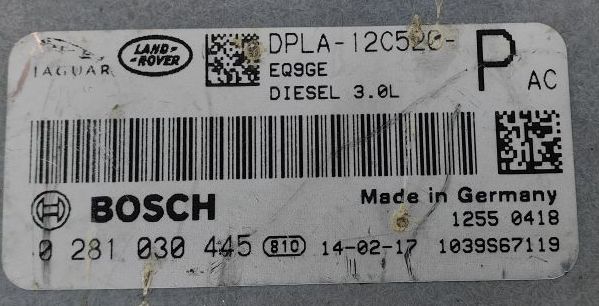 JAGUAR
LAND-
-ROVER
DPLA-12C520-
P
AC
EQ9GE
DIESEL 3.0L
BOSCH
Made in Germany
1255 0418
0 281 030 445 810 14-02-17 1039S67119